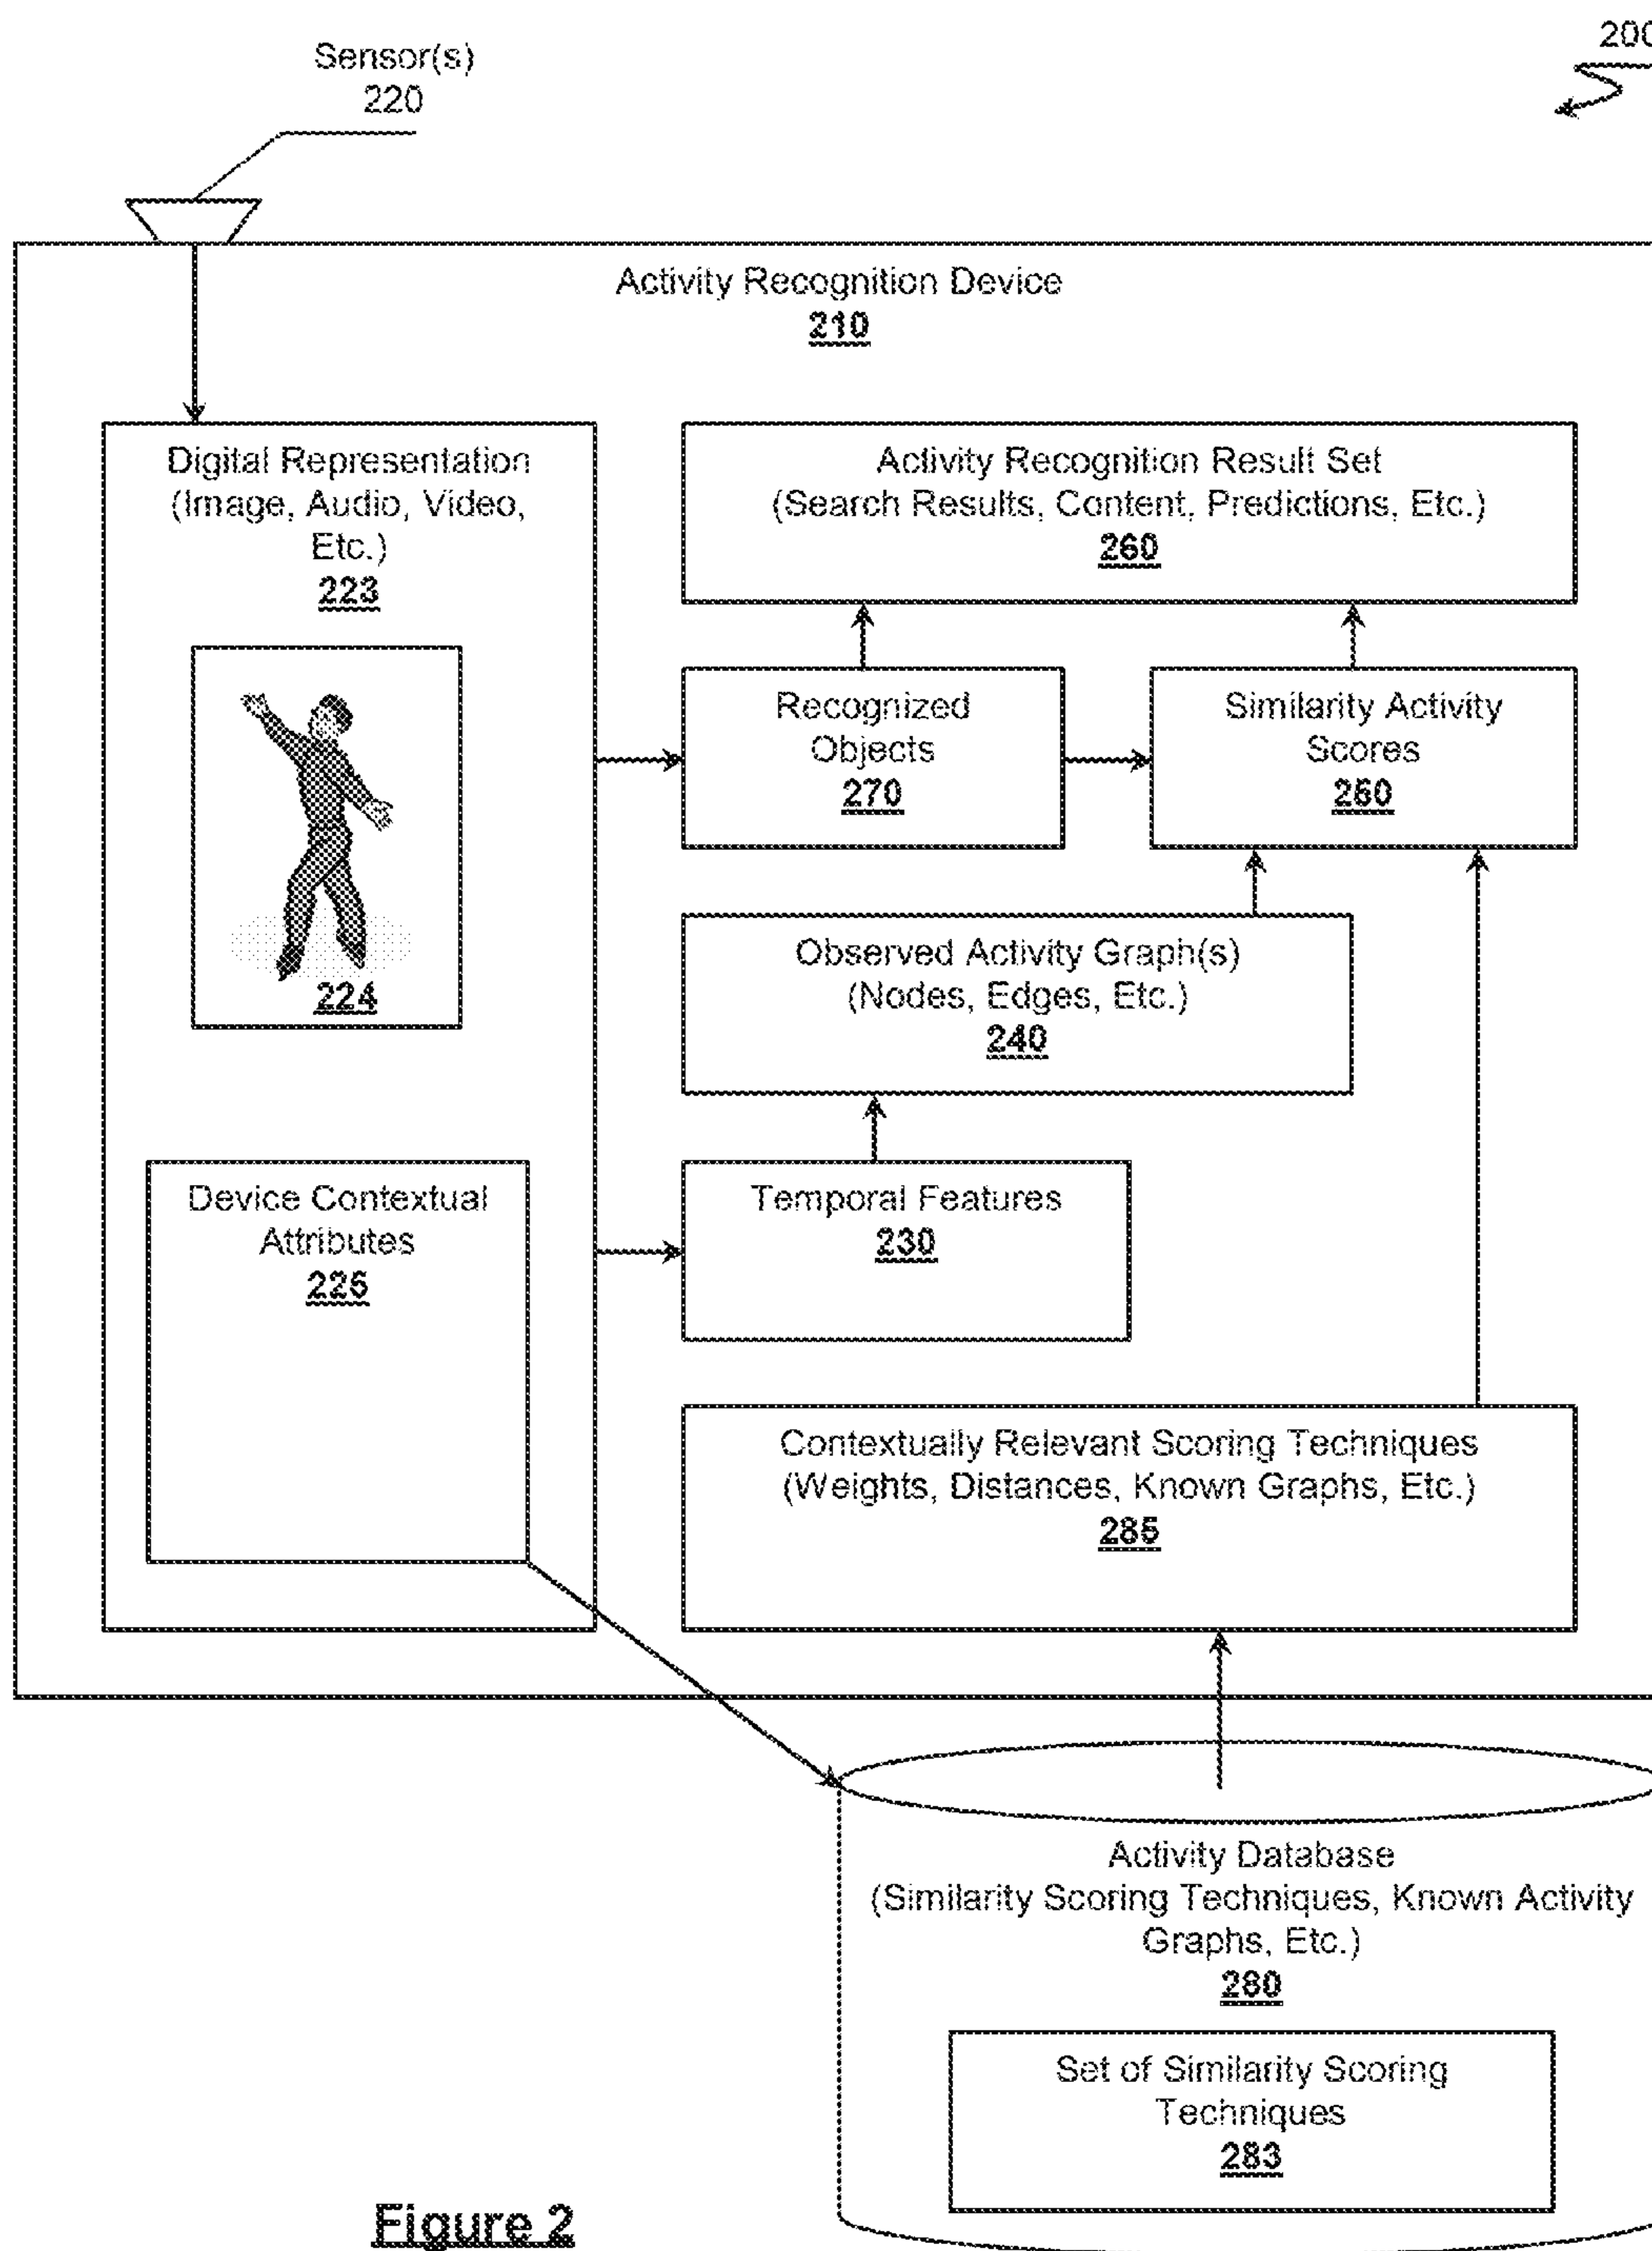 200
Sensor(s)
220
Activity Recognition Device
210
Digital Representation
(Image, Audio, Video,
Etc.)
223
224
Device Contextual
Attributes
225
Activity Recognition Result Set
(Search Results, Content, Predictions, Etc.)
260
Recognized
Objects
270
Similarity Activity
Scores
250
Observed Activity Graph(s)
(Nodes, Edges, Etc.)
240
Temporal Features
230
Contextually Relevant Scoring Techniques
(Weights, Distances, Known Graphs, Etc.)
285
Activity Database
(Similarity Scoring Techniques, Known Activity
Graphs, Etc.)
280
Set of Similarity Scoring
Techniques
283
Figure 2